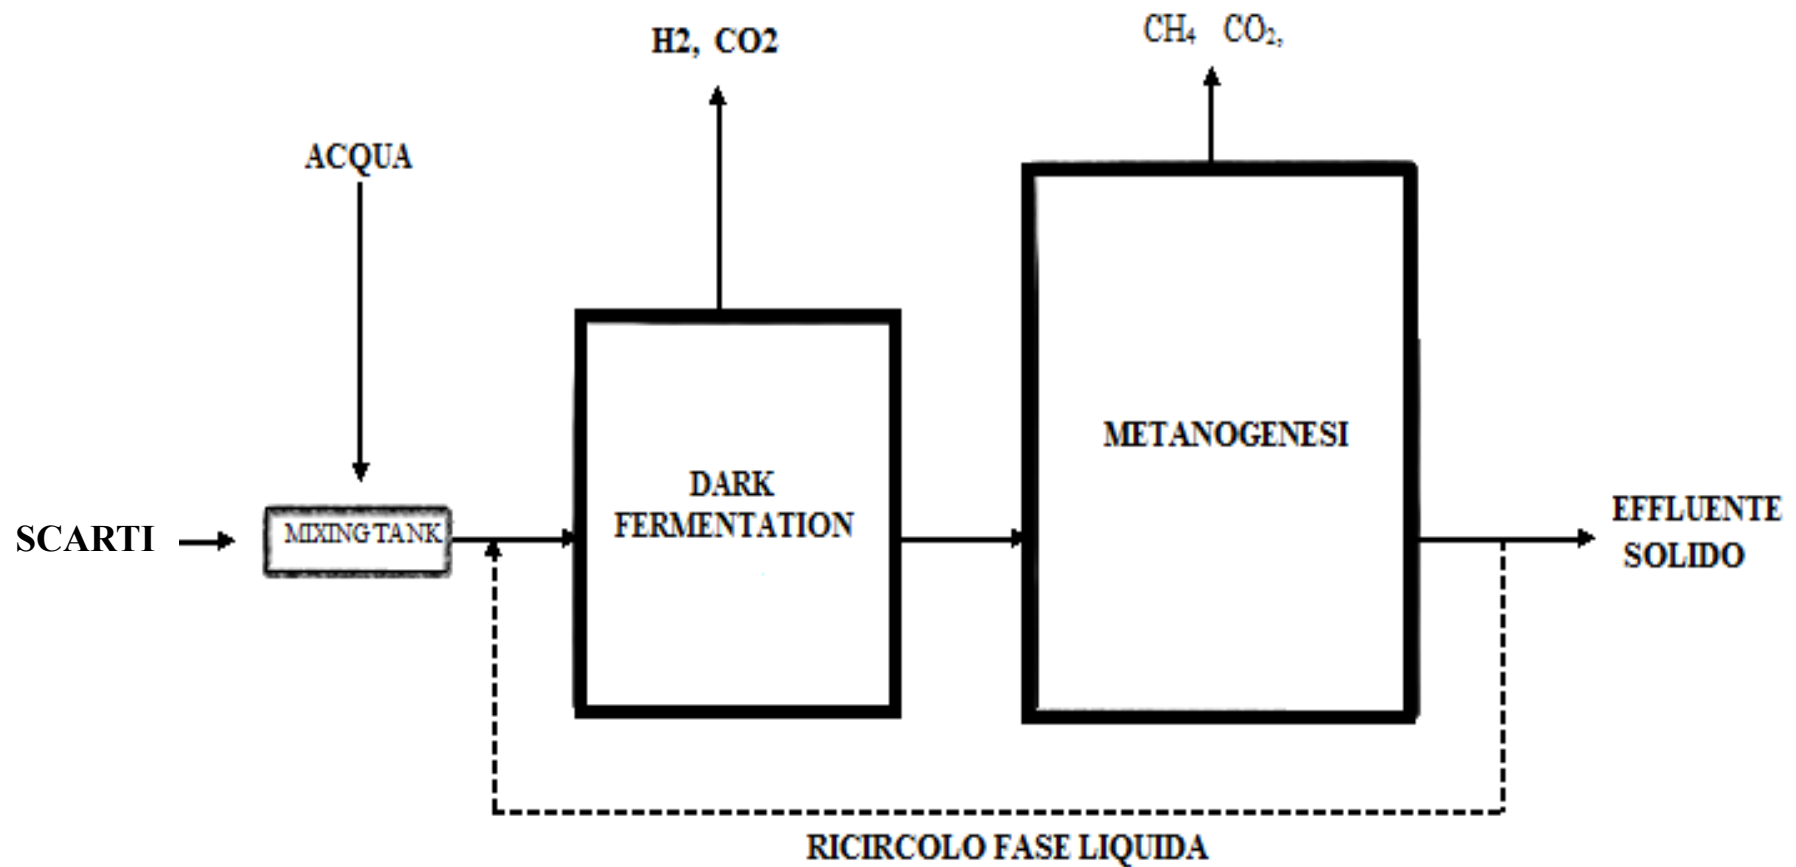 H2, CO2
CH₄ CO₂,
ACQUA
SCARTI
MIXING TANK
DARK
FERMENTATION
METANOGENESI
EFFLUENTE
SOLIDO
RICIRCOLO FASE LIQUIDA